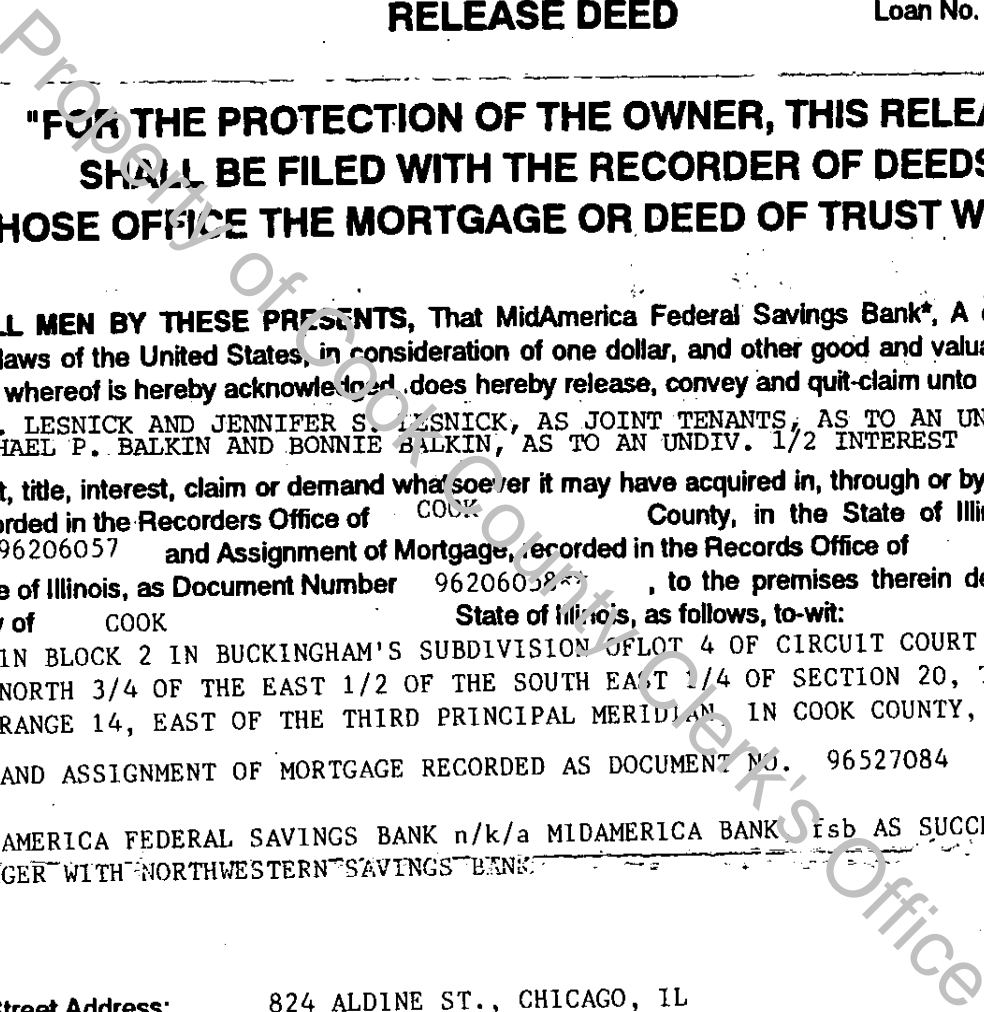 RELEASE DEED Loan No.
"FOR THE PROTECTION OF THE OWNER, THIS RELEA
SHALL BE FILED WITH THE RECORDER OF DEEDS
HOSE OFFICE THE MORTGAGE OR DEED OF TRUST W
LL MEN BY THESE PRESENTS, That MidAmerica Federal Savings Bank*, A
laws of the United States, in consideration of one dollar, and other good and valua
whereof is hereby acknowledged, does hereby release, convey and quit-claim unto
. LESNICK AND JENNIFER S. LESNICK, AS JOINT TENANTS, AS TO AN UN
HAEL P. BALKIN AND BONNIE BALKIN, AS TO AN UNDIV. 1/2 INTEREST
t, title, interest, claim or demand whatsoever it may have acquired in, through or by
orded in the Recorders Office of COOK County, in the State of Illi
96206057 and Assignment of Mortgage, recorded in the Records Office of
e of Illinois, as Document Number 96206058** , to the premises therein de
y of COOK State of Illinois, as follows, to-wit:
IN BLOCK 2 IN BUCKINGHAM'S SUBDIVISION OFLOT 4 OF CIRCUIT COURT
NORTH 3/4 OF THE EAST 1/2 OF THE SOUTH EAST 1/4 OF SECTION 20,
RANGE 14, EAST OF THE THIRD PRINCIPAL MERIDIAN, IN COOK COUNTY,
AND ASSIGNMENT OF MORTGAGE RECORDED AS DOCUMENT NO. 96527084
AMERICA FEDERAL SAVINGS BANK n/k/a MIDAMERICA BANK fsb AS SUCC
GER WITH NORTHWESTERN SAVINGS BANK
Street Address: 824 ALDINE ST., CHICAGO, IL
Property of Cook County Clerk's Office